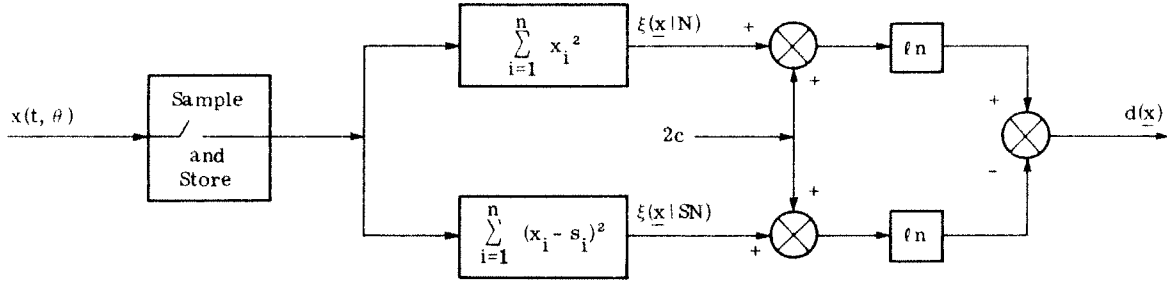 x(t, θ)
Sample
and
Store
n
∑ x_i²
i=1
ξ(x|N)
n
∑ (x_i - s_i)²
i=1
ξ(x|SN)
+
+
2c
+
+
ℓn
ℓn
+
-
d(x)